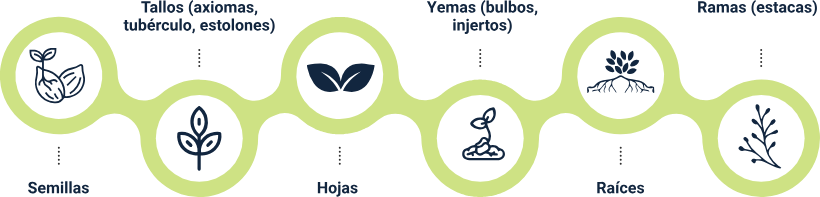 Tallos (axiomas,
tubérculo, estolones)
Yemas (bulbos,
injertos)
Ramas (estacas)
Semillas
Hojas
Raíces